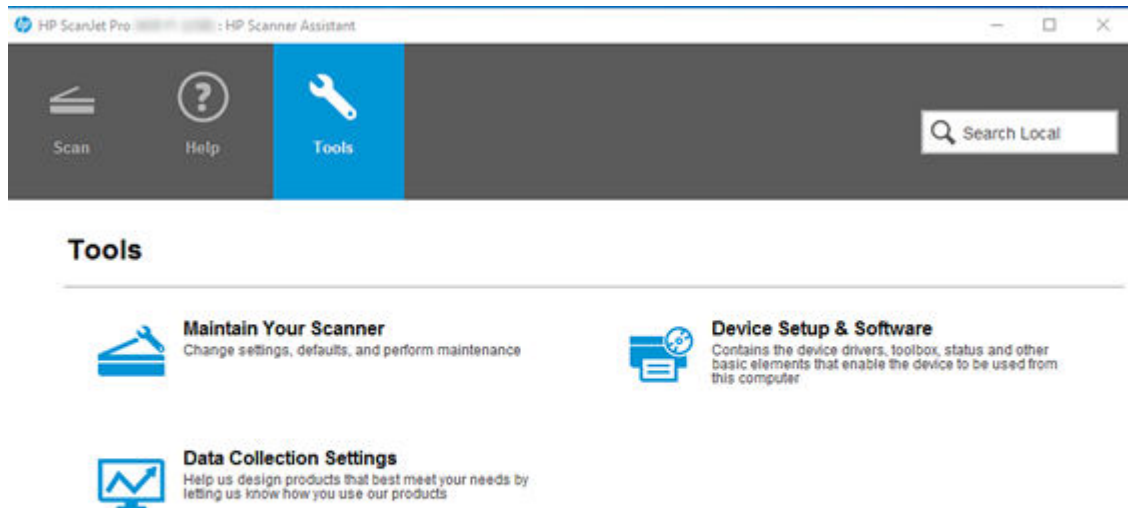 HP ScanJet Pro : HP Scanner Assistant
Scan
Help
Tools
Search Local
Tools
Maintain Your Scanner
Change settings, defaults, and perform maintenance
Device Setup & Software
Contains the device drivers, toolbox, status and other
basic elements that enable the device to be used from
this computer
Data Collection Settings
Help us design products that best meet your needs by
letting us know how you use our products